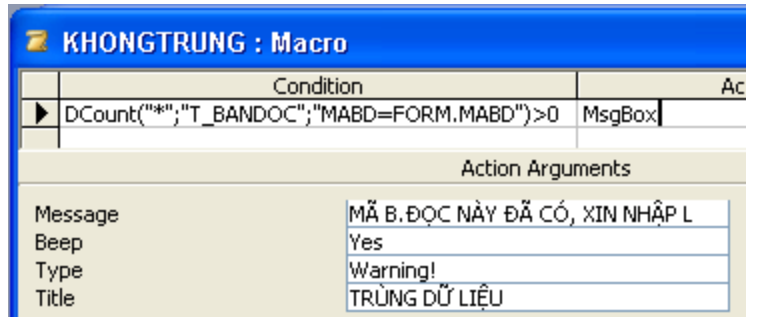 KHONGTRUNG : Macro
Condition Ac
DCount("*";"T_BANDOC";"MABD=FORM.MABD")>0 MsgBox
Action Arguments
Message MÃ B.ĐỌC NÀY ĐÃ CÓ, XIN NHẬP L
Beep Yes
Type Warning!
Title TRÙNG DỮ LIỆU